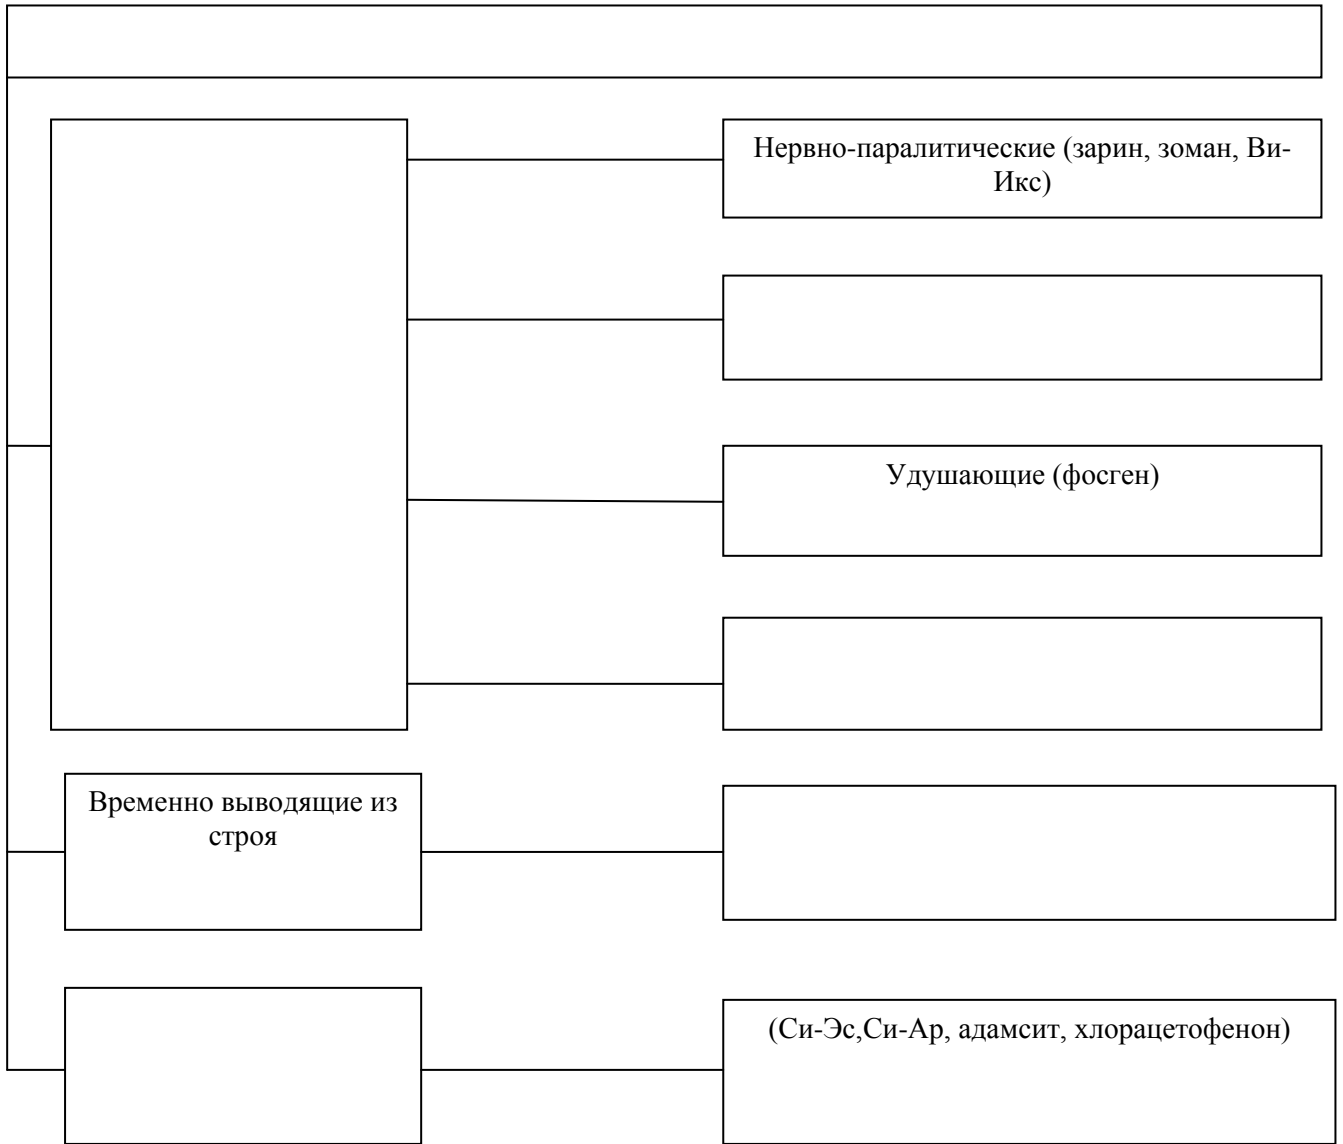 Нервно-паралитические (зарин, зоман, Ви-
Икс)
Удушающие (фосген)
Временно выводящие из
строя
(Си-Эс,Си-Ар, адамсит, хлорацетофенон)